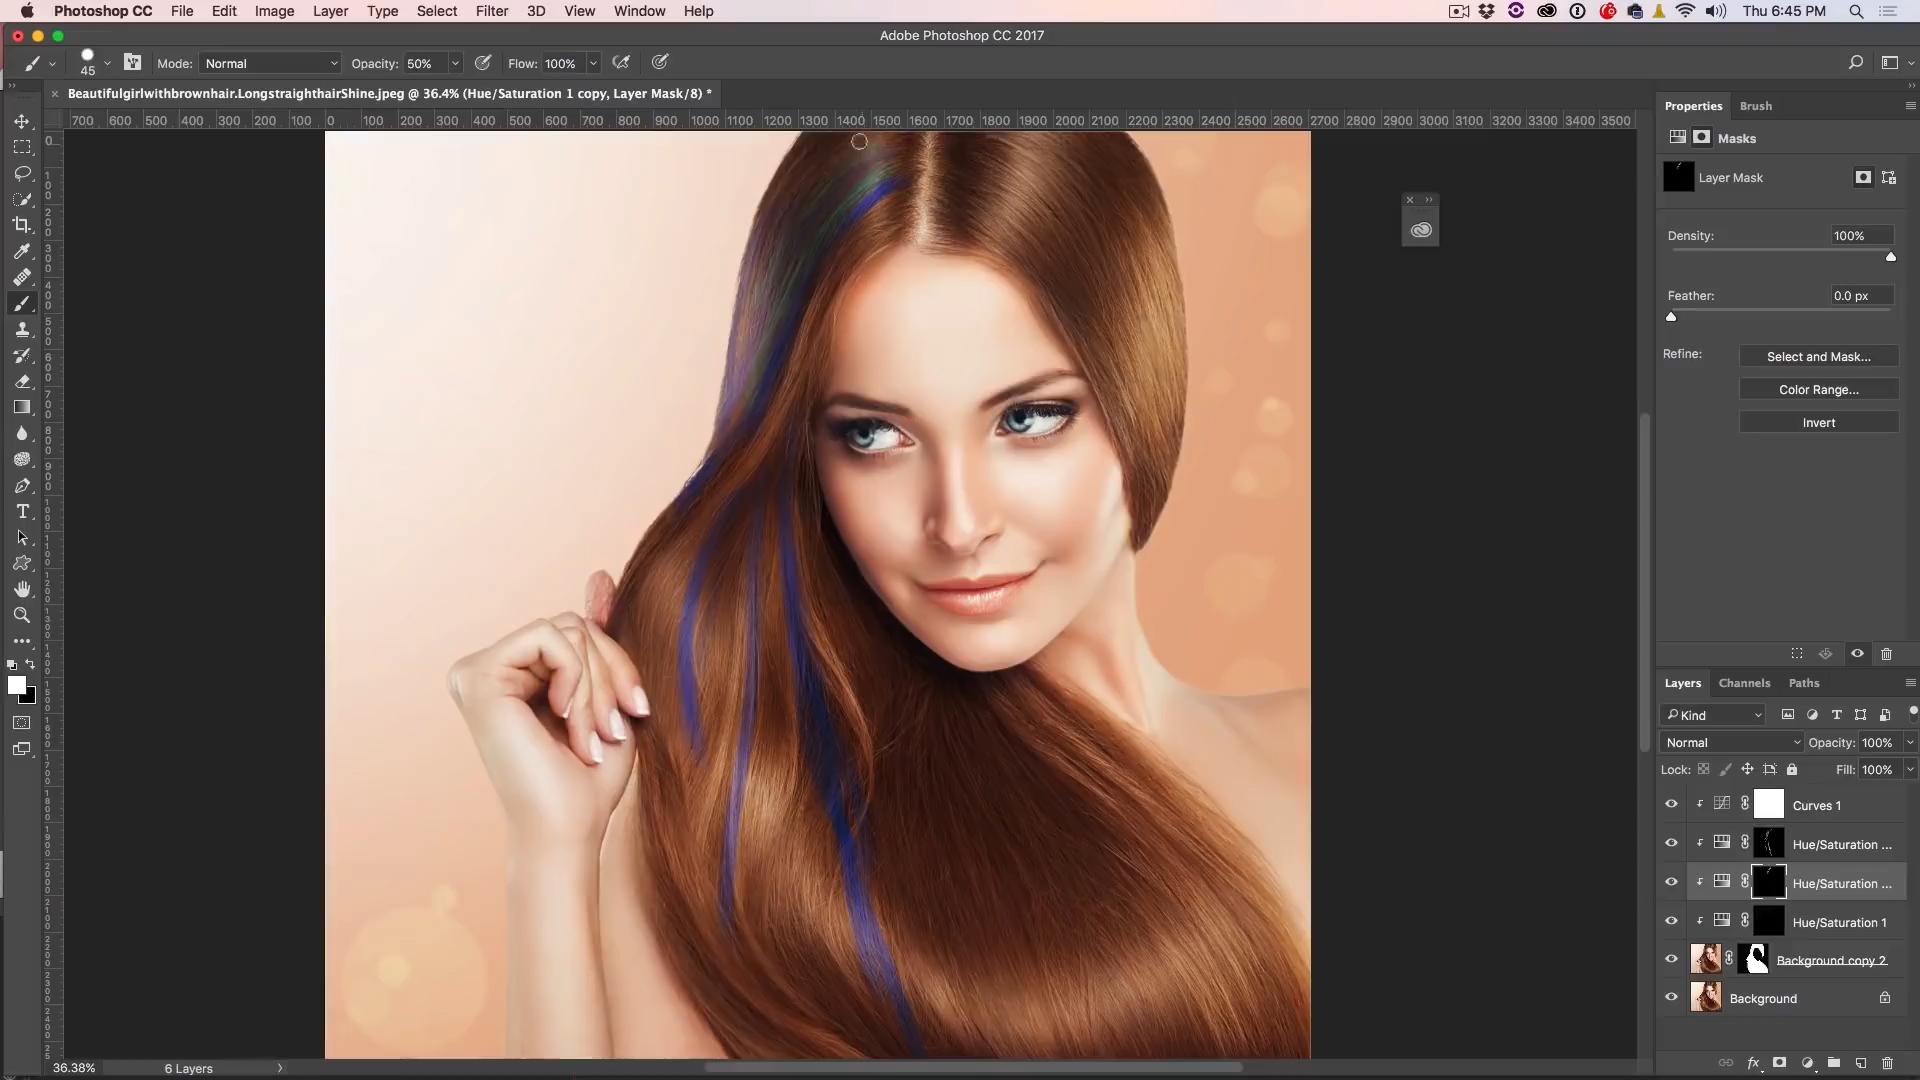 Photoshop CC File Edit Image Layer Type Select Filter 3D View Window Help Thu 6:45 PM
Adobe Photoshop CC 2017
45 Mode: Normal Opacity: 50% Flow: 100%
× Beautifulgirlwithbrownhair.LongstraighthairShine.jpeg @ 36.4% (Hue/Saturation 1 copy, Layer Mask/8) *
700 600 500 400 300 200 100 0 100 200 300 400 500 600 700 800 900 1000 1100 1200 1300 1400 1500 1600 1700 1800 1900 2000 2100 2200 2300 2400 2500 2600 2700 2800 2900 3000 3100 3200 3300 3400 3500
Properties Brush
Masks
Layer Mask
Density: 100%
Feather: 0.0 px
Refine: Select and Mask...
Color Range...
Invert
Layers Channels Paths
Kind
Normal Opacity: 100%
Lock: Fill: 100%
Curves 1
Hue/Saturation ...
Hue/Saturation ...
Hue/Saturation 1
Background copy 2
Background
fx
36.38% 6 Layers